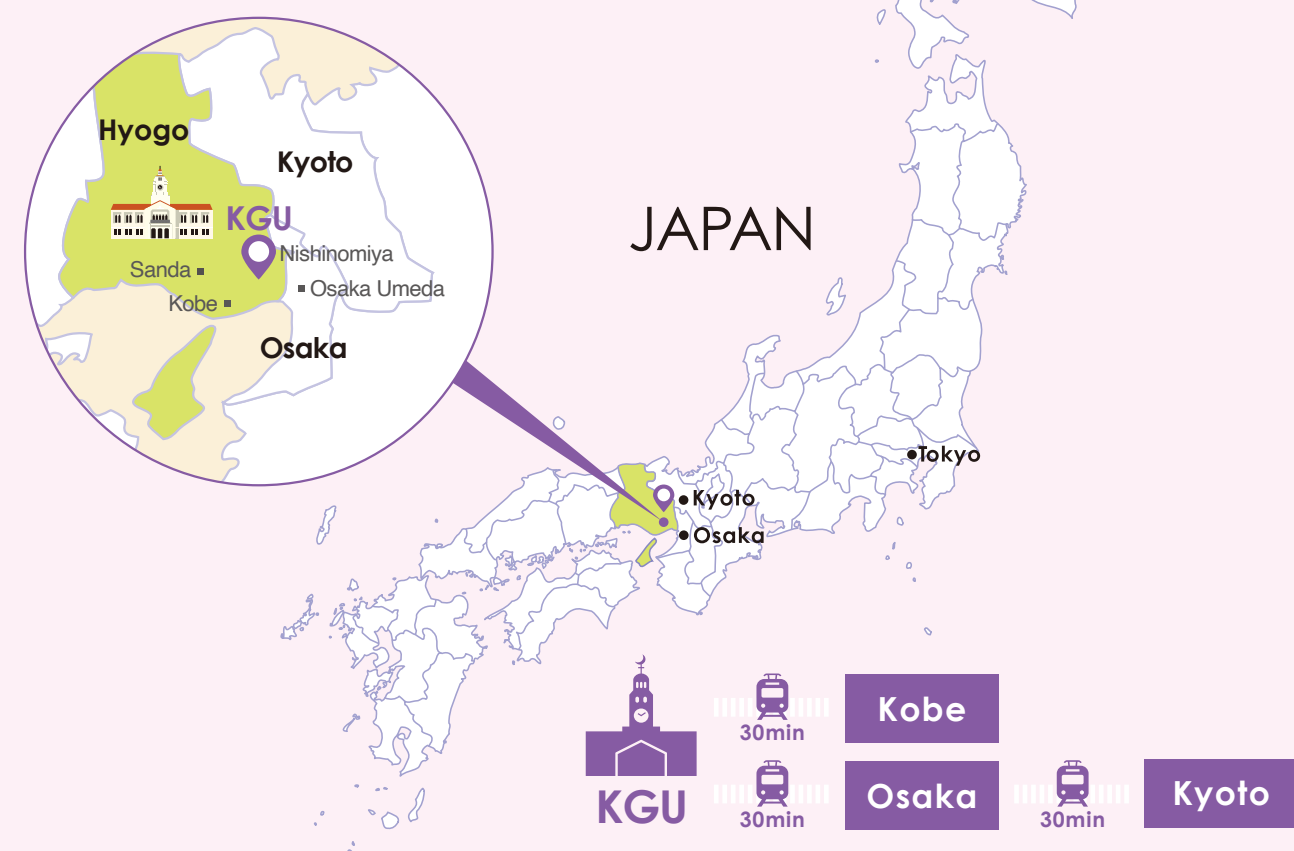 Hyogo
Kyoto
KGU
Nishinomiya
Sanda
Osaka Umeda
Kobe
Osaka
JAPAN
Tokyo
Kyoto
Osaka
30min
Kobe
KGU
30min
Osaka
30min
Kyoto